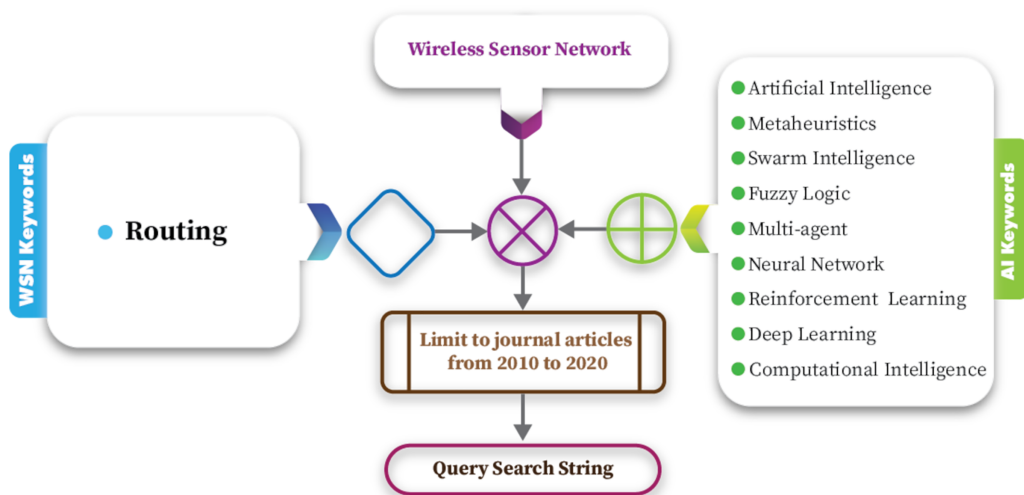 Wireless Sensor Network
WSN Keywords
Routing
Artificial Intelligence
Metaheuristics
Swarm Intelligence
Fuzzy Logic
Multi-agent
Neural Network
Reinforcement Learning
Deep Learning
Computational Intelligence
AI Keywords
Limit to journal articles
from 2010 to 2020
Query Search String